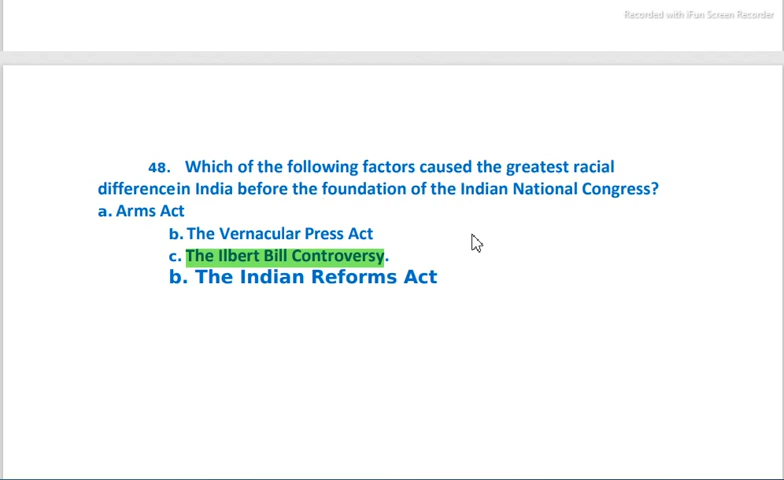 Recorded with iFun Screen Recorder
48. Which of the following factors caused the greatest racial
differencein India before the foundation of the Indian National Congress?
a. Arms Act
b. The Vernacular Press Act
c. The Ilbert Bill Controversy.
b. The Indian Reforms Act